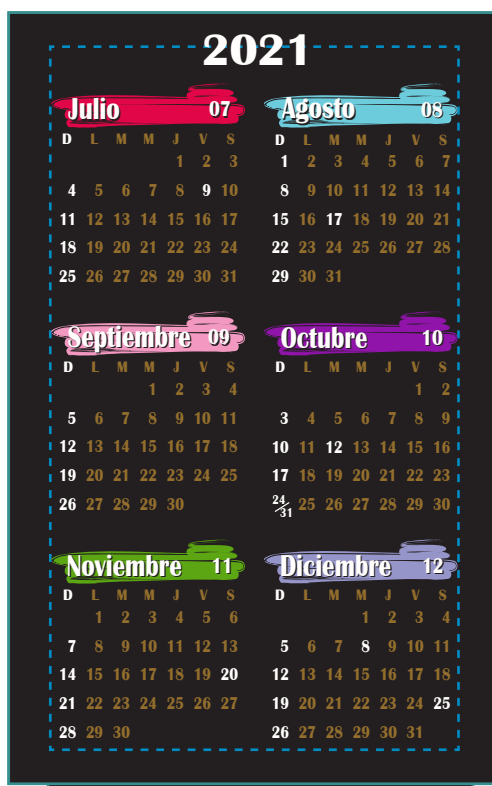 2021
Julio 07
D L M M J V S
1 2 3
4 5 6 7 8 9 10
11 12 13 14 15 16 17
18 19 20 21 22 23 24
25 26 27 28 29 30 31
Agosto 08
D L M M J V S
1 2 3 4 5 6 7
8 9 10 11 12 13 14
15 16 17 18 19 20 21
22 23 24 25 26 27 28
29 30 31
Septiembre 09
D L M M J V S
1 2 3 4
5 6 7 8 9 10 11
12 13 14 15 16 17 18
19 20 21 22 23 24 25
26 27 28 29 30
Octubre 10
D L M M J V S
1 2
3 4 5 6 7 8 9
10 11 12 13 14 15 16
17 18 19 20 21 22 23
24/31 25 26 27 28 29 30
Noviembre 11
D L M M J V S
1 2 3 4 5 6
7 8 9 10 11 12 13
14 15 16 17 18 19 20
21 22 23 24 25 26 27
28 29 30
Diciembre 12
D L M M J V S
1 2 3 4
5 6 7 8 9 10 11
12 13 14 15 16 17 18
19 20 21 22 23 24 25
26 27 28 29 30 31